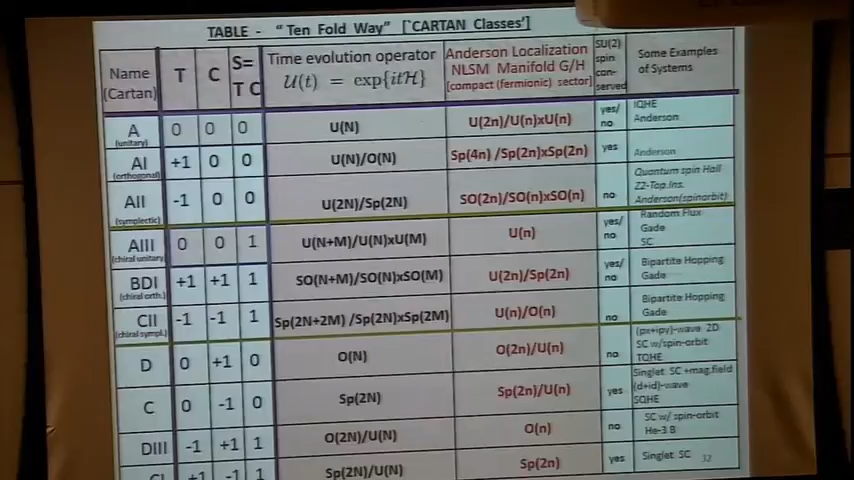 TABLE - “Ten Fold Way” [‘CARTAN Classes’]
Name (Cartan) | T | C | S= T C | Time evolution operator U(t) = exp{itH} | Anderson Localization NLSM Manifold G/H [compact (fermionic) sector] | SU(2) spin con-served | Some Examples of Systems
A (unitary) | 0 | 0 | 0 | U(N) | U(2n)/U(n)xU(n) | yes/no | IQHE Anderson
AI (orthogonal) | +1 | 0 | 0 | U(N)/O(N) | Sp(4n) /Sp(2n)xSp(2n) | yes | Anderson
AII (symplectic) | -1 | 0 | 0 | U(2N)/Sp(2N) | SO(2n)/SO(n)xSO(n) | no | Quantum spin Hall Z2-Top.Ins. Anderson(spinorbit)
AIII (chiral unitary) | 0 | 0 | 1 | U(N+M)/U(N)xU(M) | U(n) | yes/no | Random Flux Gade SC
BDI (chiral orth.) | +1 | +1 | 1 | SO(N+M)/SO(N)xSO(M) | U(2n)/Sp(2n) | yes/no | Bipartite Hopping Gade
CII (chiral sympl.) | -1 | -1 | 1 | Sp(2N+2M) /Sp(2N)xSp(2M) | U(n)/O(n) | no | Bipartite Hopping Gade
D | 0 | +1 | 0 | O(N) | O(2n)/U(n) | no | (px+ipy)-wave 2D SC w/spin-orbit TQHE
C | 0 | -1 | 0 | Sp(2N) | Sp(2n)/U(n) | yes | Singlet SC +mag.field (d+id)-wave SQHE
DIII | -1 | +1 | 1 | O(2N)/U(N) | O(n) | no | SC w/ spin-orbit He-3 B
CI | +1 | -1 | 1 | Sp(2N)/U(N) | Sp(2n) | yes | Singlet SC
32